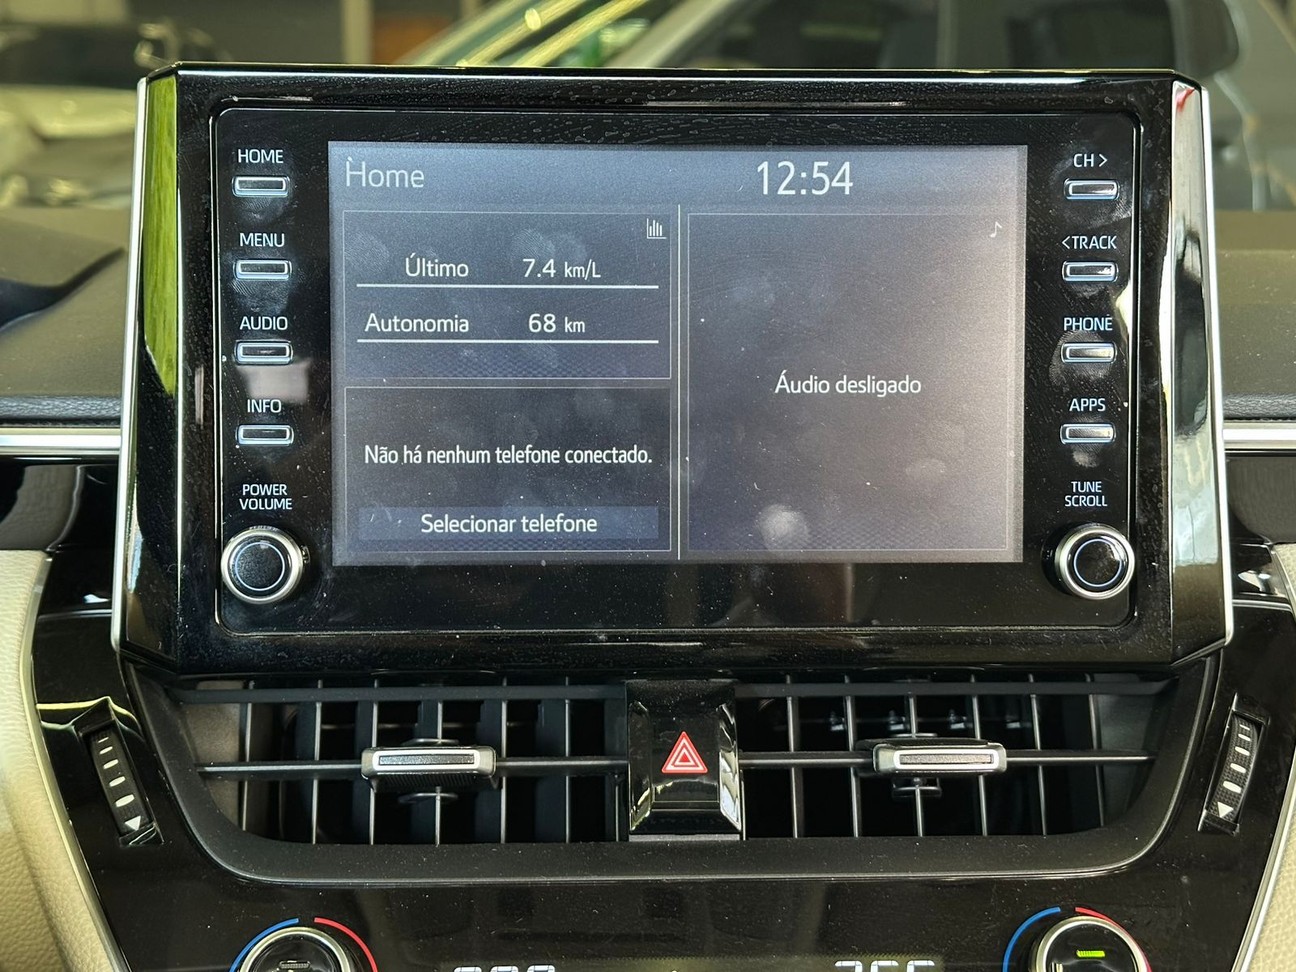 HOME
MENU
AUDIO
INFO
POWER
VOLUME
Home
12:54
Último 7.4 km/L
Autonomia 68 km
Não há nenhum telefone conectado.
Selecionar telefone
Áudio desligado
CH >
<TRACK
PHONE
APPS
TUNE
SCROLL